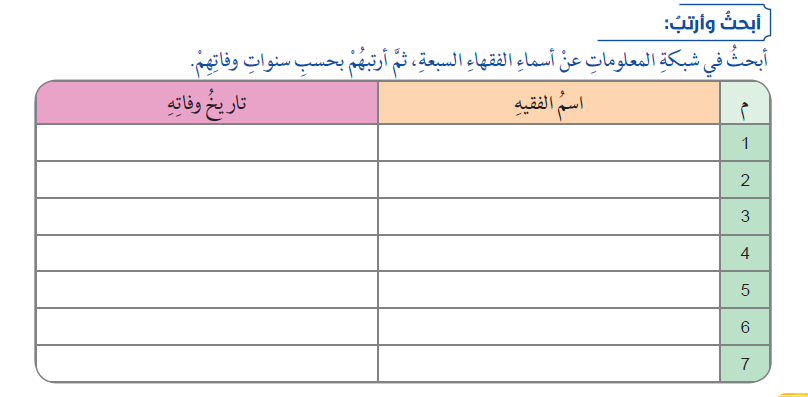 أبحثُ وأرتبُ:
أبحثُ في شبكةِ المعلوماتِ عنْ أسماءِ الفقهاءِ السبعةِ، ثمَّ أرتبُهُمْ بحسبِ سنواتِ وفاتِهِمْ.
م اسمُ الفقيهِ تاريخُ وفاتِهِ
1
2
3
4
5
6
7